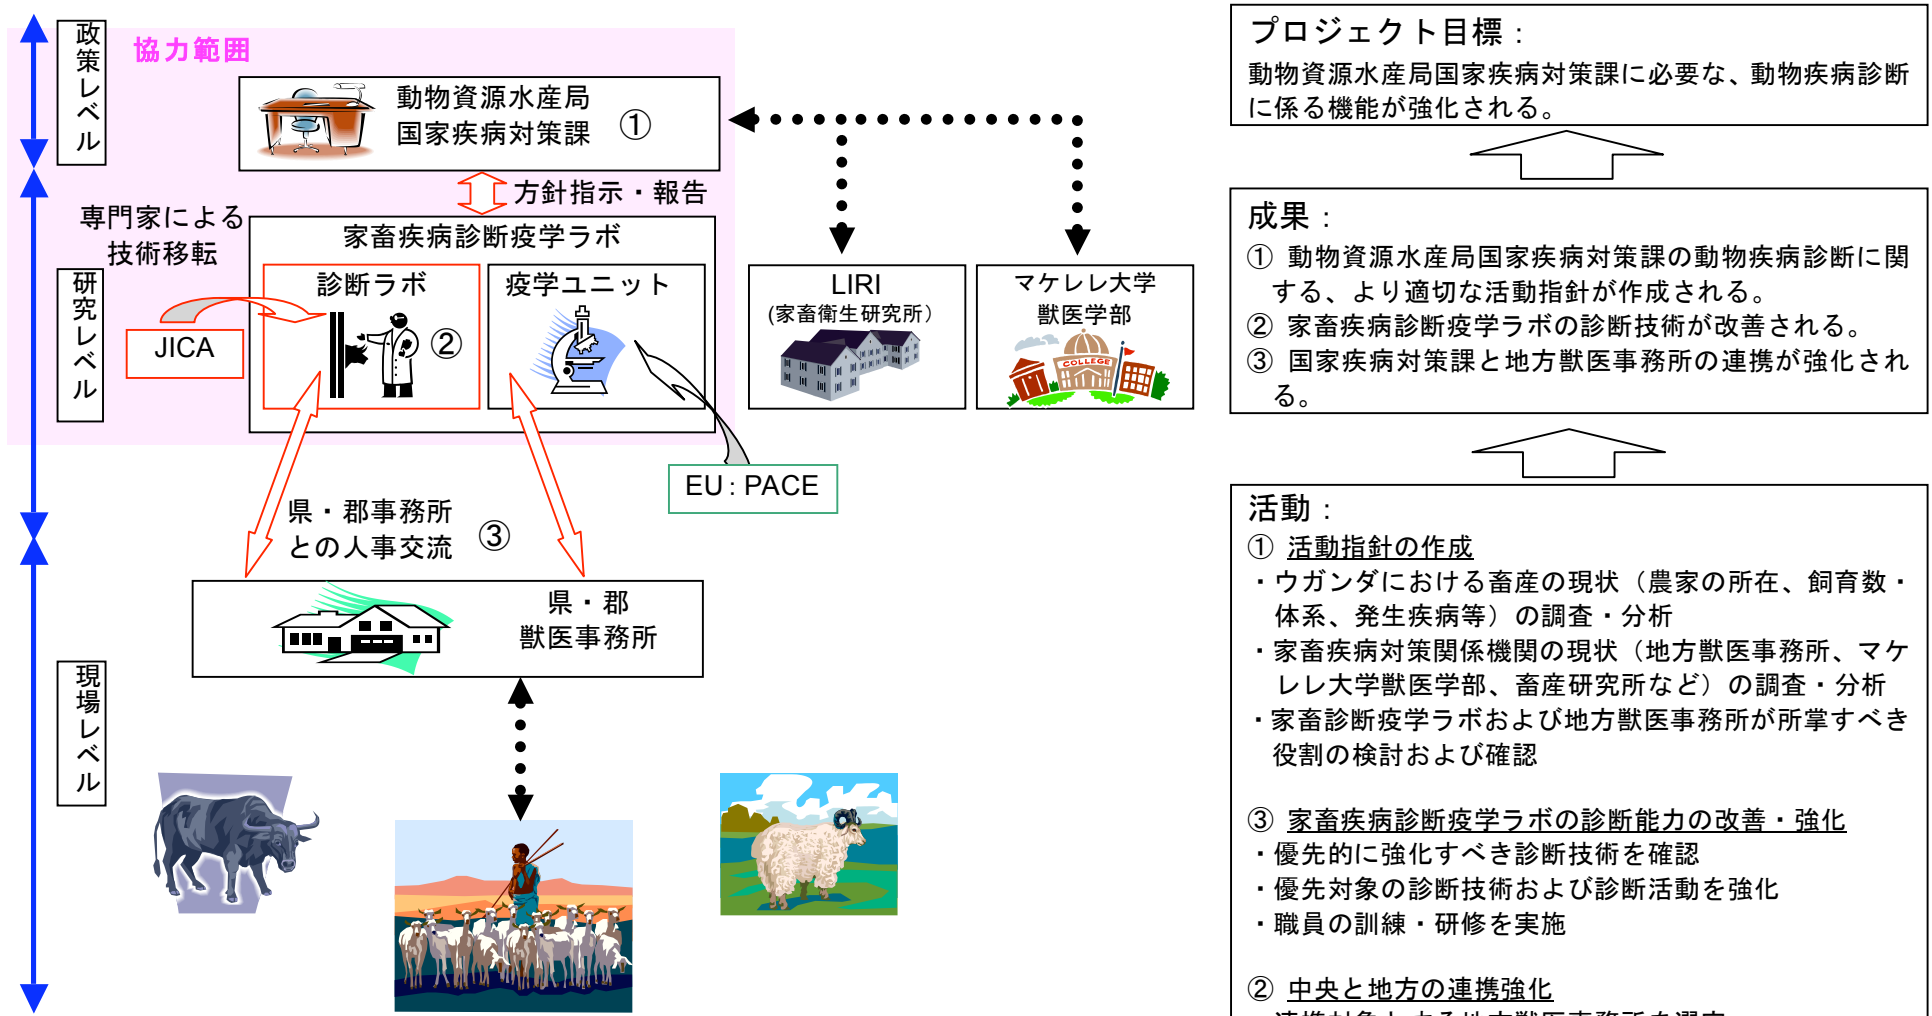 政策レベル
協力範囲
動物資源水産局
国家疾病対策課 ①
方針指示・報告
専門家による
技術移転
家畜疾病診断疫学ラボ
研究レベル
診断ラボ
②
疫学ユニット
JICA
LIRI
(家畜衛生研究所）
マケレレ大学
獣医学部
COLLEGE
EU：PACE
県・郡事務所
との人事交流 ③
県・郡
獣医事務所
現場レベル
プロジェクト目標：
動物資源水産局国家疾病対策課に必要な、動物疾病診断
に係る機能が強化される。
成果：
① 動物資源水産局国家疾病対策課の動物疾病診断に関
する、より適切な活動指針が作成される。
② 家畜疾病診断疫学ラボの診断技術が改善される。
③ 国家疾病対策課と地方獣医事務所の連携が強化され
る。
活動：
① 活動指針の作成
・ウガンダにおける畜産の現状（農家の所在、飼育数・
体系、発生疾病等）の調査・分析
・家畜疾病対策関係機関の現状（地方獣医事務所、マケ
レレ大学獣医学部、畜産研究所など）の調査・分析
・家畜診断疫学ラボおよび地方獣医事務所が所掌すべき
役割の検討および確認
③ 家畜疾病診断疫学ラボの診断能力の改善・強化
・優先的に強化すべき診断技術を確認
・優先対象の診断技術および診断活動を強化
・職員の訓練・研修を実施
② 中央と地方の連携強化